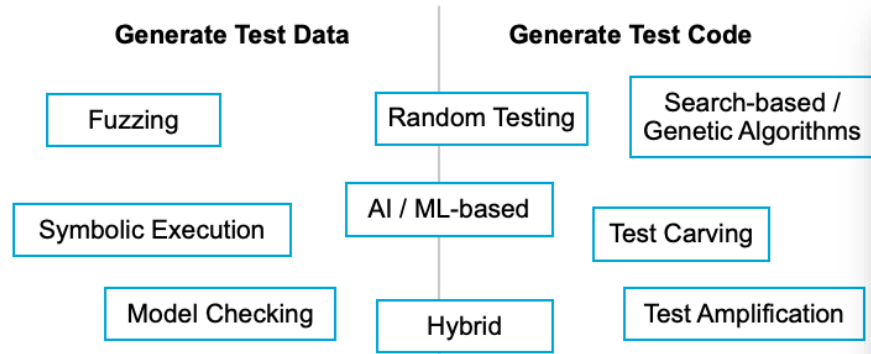 Generate Test Data
Generate Test Code
Fuzzing
Random Testing
Search-based /
Genetic Algorithms
Symbolic Execution
AI / ML-based
Test Carving
Model Checking
Hybrid
Test Amplification